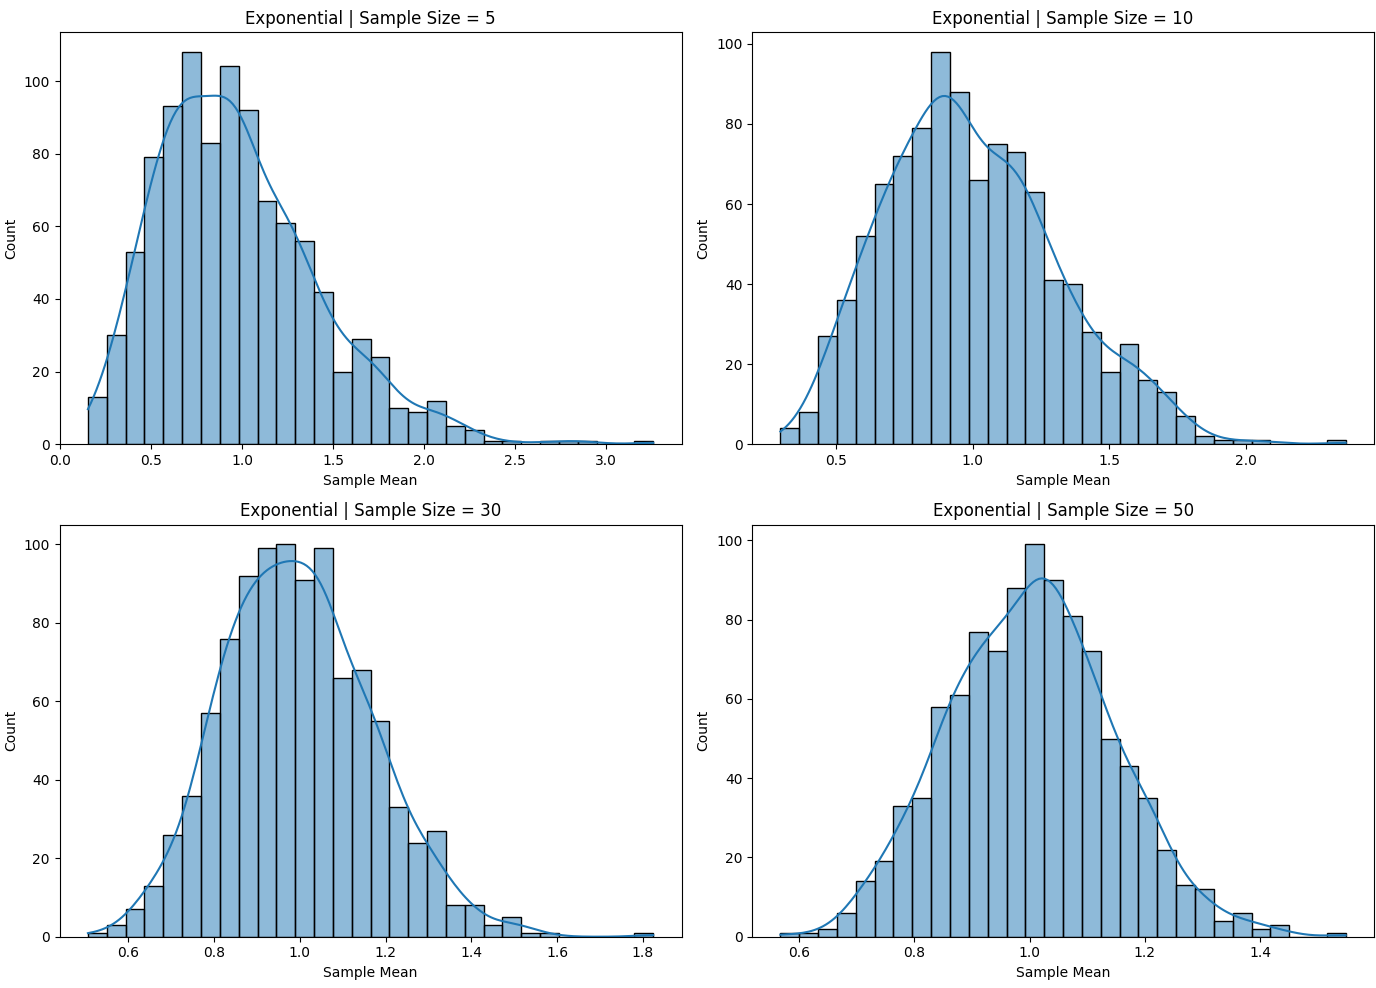 Exponential | Sample Size = 5
100
80
60
40
20
0
Count
0.0 0.5 1.0 1.5 2.0 2.5 3.0
Sample Mean
Exponential | Sample Size = 10
100
80
60
40
20
0
Count
0.5 1.0 1.5 2.0
Sample Mean
Exponential | Sample Size = 30
100
80
60
40
20
0
Count
0.6 0.8 1.0 1.2 1.4 1.6 1.8
Sample Mean
Exponential | Sample Size = 50
100
80
60
40
20
0
Count
0.6 0.8 1.0 1.2 1.4
Sample Mean